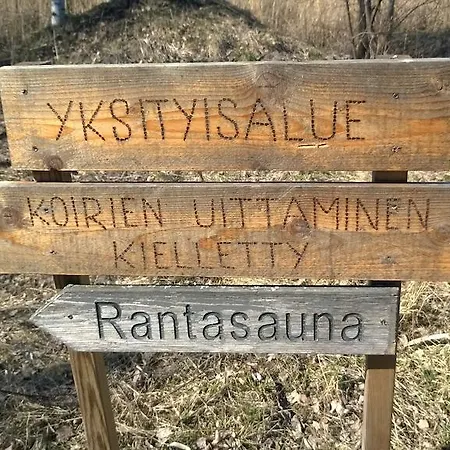 YKSITYISALUE
KOIRIEN UITTAMINEN
KIELLETTY
Rantasauna